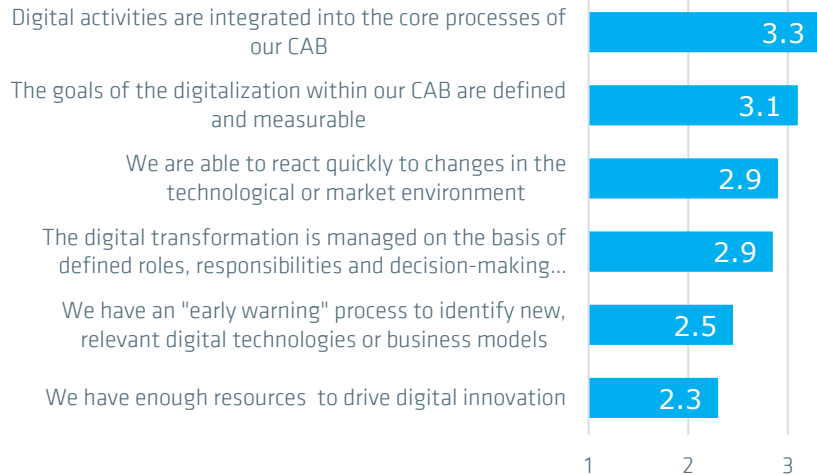 Digital activities are integrated into the core processes of
our CAB
3.3
The goals of the digitalization within our CAB are defined
and measurable
3.1
We are able to react quickly to changes in the
technological or market environment
2.9
The digital transformation is managed on the basis of
defined roles, responsibilities and decision-making...
2.9
We have an "early warning" process to identify new,
relevant digital technologies or business models
2.5
We have enough resources  to drive digital innovation
2.3
1 2 3